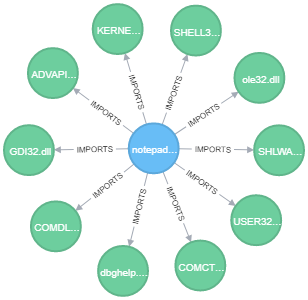 KERNE...
SHELL3...
ADVAPI...
ole32.dll
IMPORTS
IMPORTS
IMPORTS
IMPORTS
GDI32.dll
IMPORTS
notepad...
IMPORTS
SHLWA...
IMPORTS
IMPORTS
IMPORTS
IMPORTS
COMDL...
USER32...
dbghelp....
COMCT...